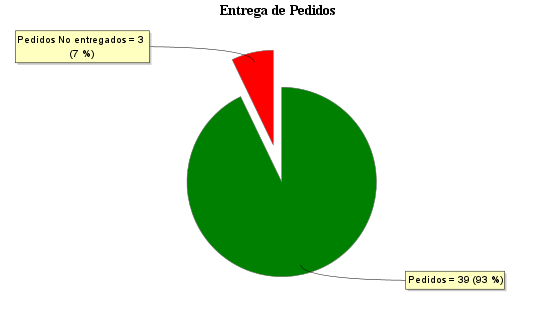 Entrega de Pedidos
Pedidos No entregados = 3
(7 %)
Pedidos = 39 (93 %)